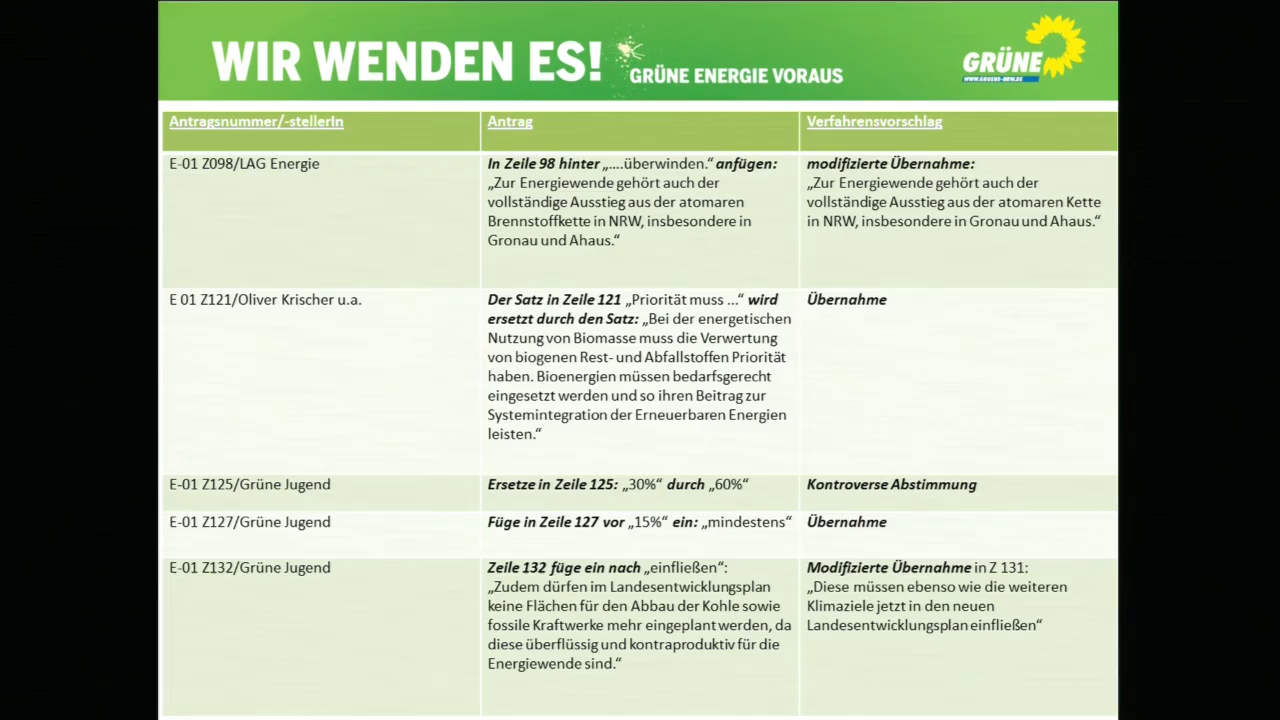 WIR WENDEN ES!
GRÜNE ENERGIE VORAUS
GRÜNE
WWW.GRUENE-NRW.DE
Antragsnummer/-stellerIn
Antrag
Verfahrensvorschlag
E-01 Z098/LAG Energie
In Zeile 98 hinter „....überwinden.“ anfügen:
„Zur Energiewende gehört auch der
vollständige Ausstieg aus der atomaren
Brennstoffkette in NRW, insbesondere in
Gronau und Ahaus.“
modifizierte Übernahme:
„Zur Energiewende gehört auch der
vollständige Ausstieg aus der atomaren Kette
in NRW, insbesondere in Gronau und Ahaus.“
E 01 Z121/Oliver Krischer u.a.
Der Satz in Zeile 121 „Priorität muss ...“ wird
ersetzt durch den Satz: „Bei der energetischen
Nutzung von Biomasse muss die Verwertung
von biogenen Rest- und Abfallstoffen Priorität
haben. Bioenergien müssen bedarfsgerecht
eingesetzt werden und so ihren Beitrag zur
Systemintegration der Erneuerbaren Energien
leisten.“
Übernahme
E-01 Z125/Grüne Jugend
Ersetze in Zeile 125: „30%“ durch „60%“
Kontroverse Abstimmung
E-01 Z127/Grüne Jugend
Füge in Zeile 127 vor „15%“ ein: „mindestens“
Übernahme
E-01 Z132/Grüne Jugend
Zeile 132 füge ein nach „einfließen“:
„Zudem dürfen im Landesentwicklungsplan
keine Flächen für den Abbau der Kohle sowie
fossile Kraftwerke mehr eingeplant werden, da
diese überflüssig und kontraproduktiv für die
Energiewende sind.“
Modifizierte Übernahme in Z 131:
„Diese müssen ebenso wie die weiteren
Klimaziele jetzt in den neuen
Landesentwicklungsplan einfließen“